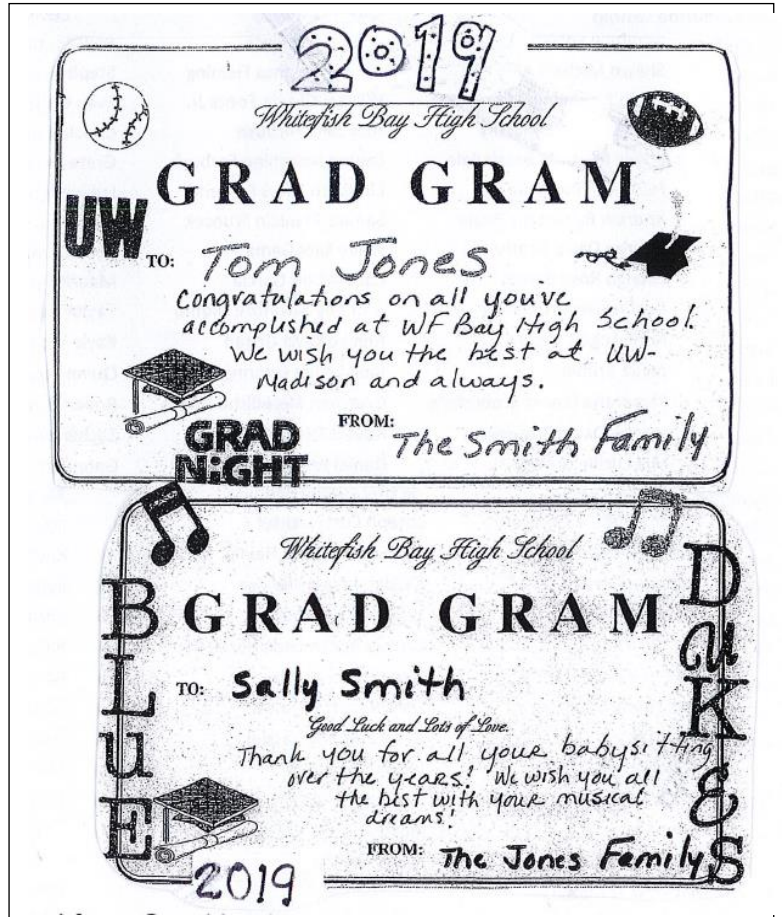 2019
Whitefish Bay High School
GRAD GRAM
UW
TO: Tom Jones
Congratulations on all you've
accomplished at WF Bay High School.
We wish you the best at UW-
Madison and always.
FROM: The Smith Family
GRAD
NiGHT
Whitefish Bay High School
GRAD GRAM
BLuE
DuKES
TO: Sally Smith
Good Luck and Lots of Love.
Thank you for all your babysitting
over the years! We wish you all
the best with your musical
dreams!
FROM: The Jones Family
2019